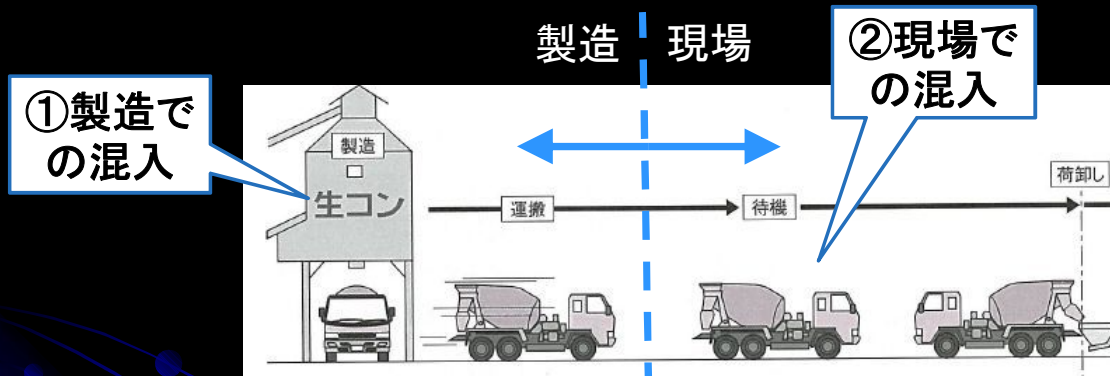 製造
現場
①製造で
の混入
②現場で
の混入
製造
生コン
運搬
待機
荷卸し